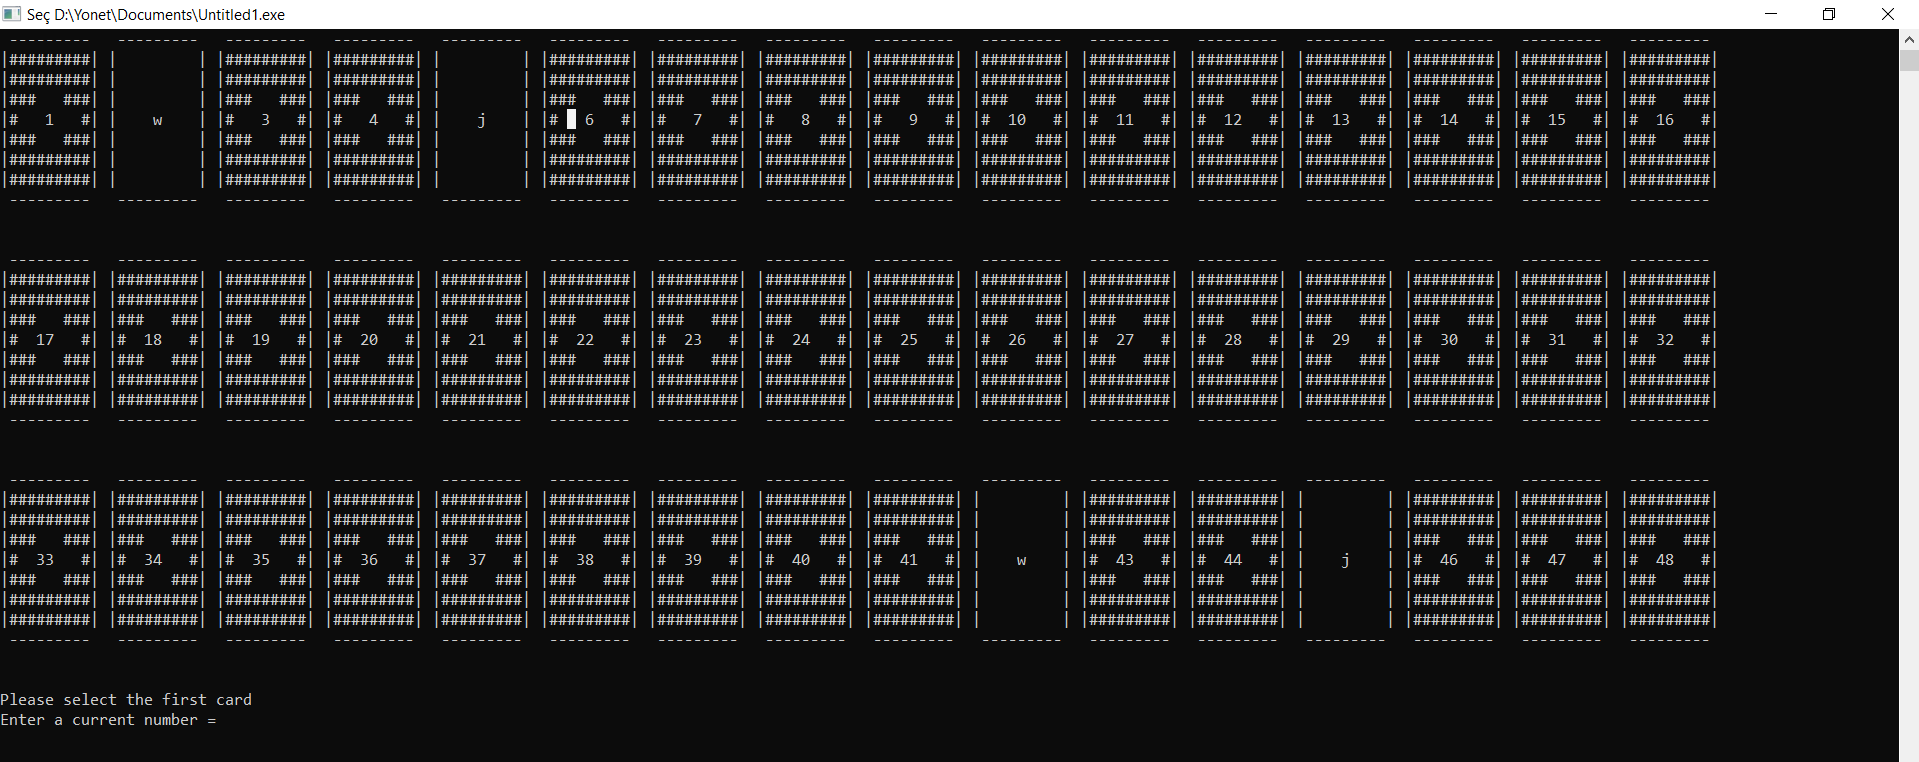 Seç D:\Yonet\Documents\Untitled1.exe
 ---------   ---------   ---------   ---------   ---------   ---------   ---------   ---------   ---------   ---------   ---------   ---------   ---------   ---------   ---------   ---------
|#########| |         | |#########| |#########| |         | |#########| |#########| |#########| |#########| |#########| |#########| |#########| |#########| |#########| |#########| |#########|
|#########| |         | |#########| |#########| |         | |#########| |#########| |#########| |#########| |#########| |#########| |#########| |#########| |#########| |#########| |#########|
|###   ###| |         | |###   ###| |###   ###| |         | |###   ###| |###   ###| |###   ###| |###   ###| |###   ###| |###   ###| |###   ###| |###   ###| |###   ###| |###   ###| |###   ###|
|#   1   #| |    w    | |#   3   #| |#   4   #| |    j    | |#   6   #| |#   7   #| |#   8   #| |#   9   #| |#  10   #| |#  11   #| |#  12   #| |#  13   #| |#  14   #| |#  15   #| |#  16   #|
|###   ###| |         | |###   ###| |###   ###| |         | |###   ###| |###   ###| |###   ###| |###   ###| |###   ###| |###   ###| |###   ###| |###   ###| |###   ###| |###   ###| |###   ###|
|#########| |         | |#########| |#########| |         | |#########| |#########| |#########| |#########| |#########| |#########| |#########| |#########| |#########| |#########| |#########|
|#########| |         | |#########| |#########| |         | |#########| |#########| |#########| |#########| |#########| |#########| |#########| |#########| |#########| |#########| |#########|
 ---------   ---------   ---------   ---------   ---------   ---------   ---------   ---------   ---------   ---------   ---------   ---------   ---------   ---------   ---------   ---------
 ---------   ---------   ---------   ---------   ---------   ---------   ---------   ---------   ---------   ---------   ---------   ---------   ---------   ---------   ---------   ---------
|#########| |#########| |#########| |#########| |#########| |#########| |#########| |#########| |#########| |#########| |#########| |#########| |#########| |#########| |#########| |#########|
|#########| |#########| |#########| |#########| |#########| |#########| |#########| |#########| |#########| |#########| |#########| |#########| |#########| |#########| |#########| |#########|
|###   ###| |###   ###| |###   ###| |###   ###| |###   ###| |###   ###| |###   ###| |###   ###| |###   ###| |###   ###| |###   ###| |###   ###| |###   ###| |###   ###| |###   ###| |###   ###|
|#  17   #| |#  18   #| |#  19   #| |#  20   #| |#  21   #| |#  22   #| |#  23   #| |#  24   #| |#  25   #| |#  26   #| |#  27   #| |#  28   #| |#  29   #| |#  30   #| |#  31   #| |#  32   #|
|###   ###| |###   ###| |###   ###| |###   ###| |###   ###| |###   ###| |###   ###| |###   ###| |###   ###| |###   ###| |###   ###| |###   ###| |###   ###| |###   ###| |###   ###| |###   ###|
|#########| |#########| |#########| |#########| |#########| |#########| |#########| |#########| |#########| |#########| |#########| |#########| |#########| |#########| |#########| |#########|
|#########| |#########| |#########| |#########| |#########| |#########| |#########| |#########| |#########| |#########| |#########| |#########| |#########| |#########| |#########| |#########|
 ---------   ---------   ---------   ---------   ---------   ---------   ---------   ---------   ---------   ---------   ---------   ---------   ---------   ---------   ---------   ---------
 ---------   ---------   ---------   ---------   ---------   ---------   ---------   ---------   ---------   ---------   ---------   ---------   ---------   ---------   ---------   ---------
|#########| |#########| |#########| |#########| |#########| |#########| |#########| |#########| |#########| |         | |#########| |#########| |         | |#########| |#########| |#########|
|#########| |#########| |#########| |#########| |#########| |#########| |#########| |#########| |#########| |         | |#########| |#########| |         | |#########| |#########| |#########|
|###   ###| |###   ###| |###   ###| |###   ###| |###   ###| |###   ###| |###   ###| |###   ###| |###   ###| |         | |###   ###| |###   ###| |         | |###   ###| |###   ###| |###   ###|
|#  33   #| |#  34   #| |#  35   #| |#  36   #| |#  37   #| |#  38   #| |#  39   #| |#  40   #| |#  41   #| |    w    | |#  43   #| |#  44   #| |    j    | |#  46   #| |#  47   #| |#  48   #|
|###   ###| |###   ###| |###   ###| |###   ###| |###   ###| |###   ###| |###   ###| |###   ###| |###   ###| |         | |###   ###| |###   ###| |         | |###   ###| |###   ###| |###   ###|
|#########| |#########| |#########| |#########| |#########| |#########| |#########| |#########| |#########| |         | |#########| |#########| |         | |#########| |#########| |#########|
|#########| |#########| |#########| |#########| |#########| |#########| |#########| |#########| |#########| |         | |#########| |#########| |         | |#########| |#########| |#########|
 ---------   ---------   ---------   ---------   ---------   ---------   ---------   ---------   ---------   ---------   ---------   ---------   ---------   ---------   ---------   ---------
Please select the first card
Enter a current number =